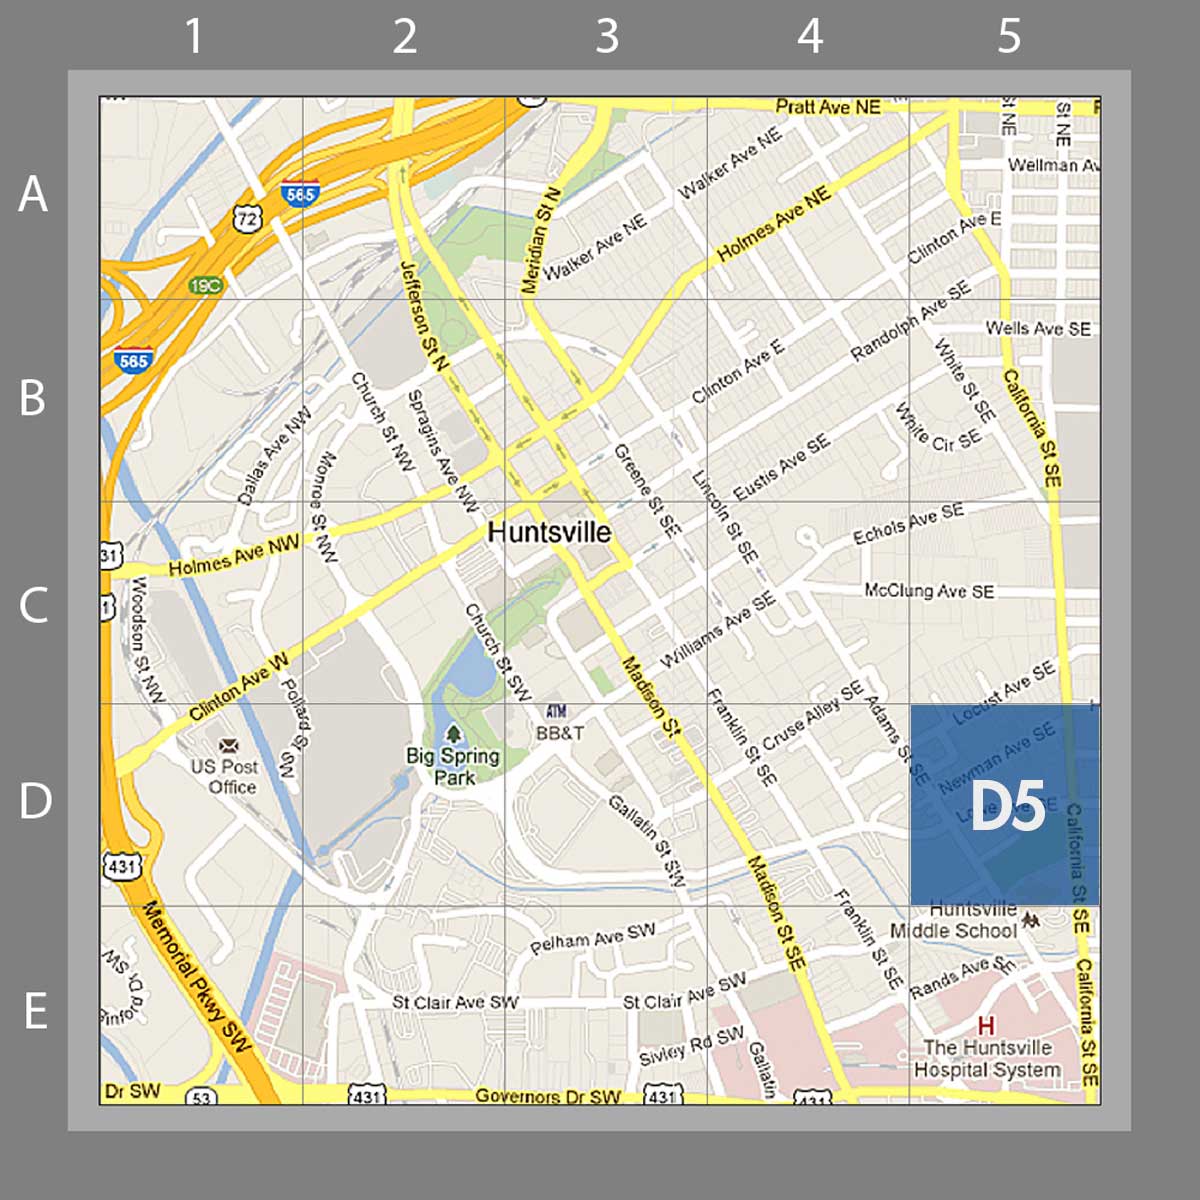 1 2 3 4 5
A
B
C
D
E
Pratt Ave NE
St NE
St NE
Wellman Av
565
72
Walker Ave NE
Meridian St N
Walker Ave NE
Holmes Ave NE
Clinton Ave E
19C
Jefferson St N
Randolph Ave SE
565
Wells Ave SE
Church St NW
Spragins Ave NW
Clinton Ave E
White St SE
California St SE
White Cir SE
Dallas Ave NW
Monroe St NW
Greene St SE
Lincoln St SE
Eustis Ave SE
Huntsville
Echols Ave SE
31
Holmes Ave NW
1
Woodson St NW
McClung Ave SE
Church St SW
Williams Ave SE
Clinton Ave W
Pollard St SW
Madison St
Franklin St SE
Cruse Alley SE
Adams St SE
Locust Ave SE
ATM
BB&T
US Post
Office
Big Spring
Park
Newman Ave SE
D5
California St SE
Gallatin St SW
431
Madison St SE
Franklin St SE
Huntsville
Middle School
Memorial Pkwy SW
Pelham Ave SW
Rands Ave S
St Clair Ave SW
St Clair Ave SW
Dr SW
Sivley Rd SW
Gallatin
H
The Huntsville
Hospital System
California St SE
Dr SW
53
431
Governors Dr SW
431
431